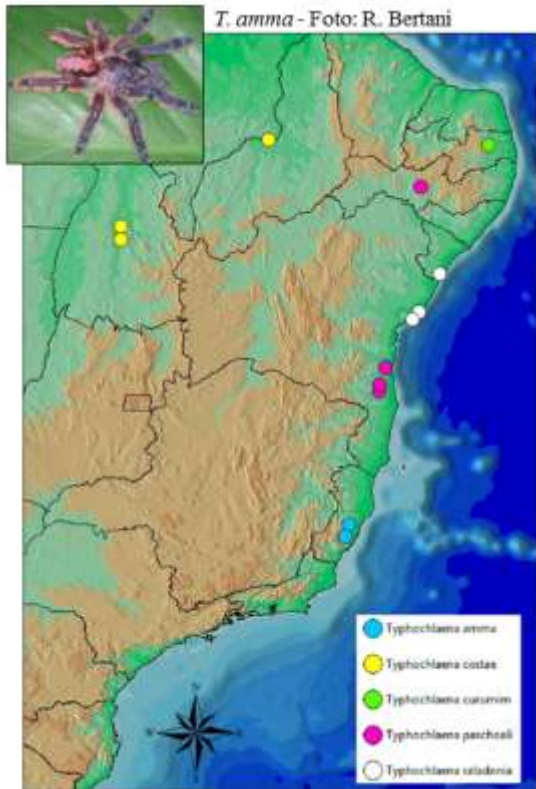 T. amma - Foto: R. Bertani
Typhochlaena amma
Typhochlaena costae
Typhochlaena curumim
Typhochlaena paschoali
Typhochlaena seladonia
N
S